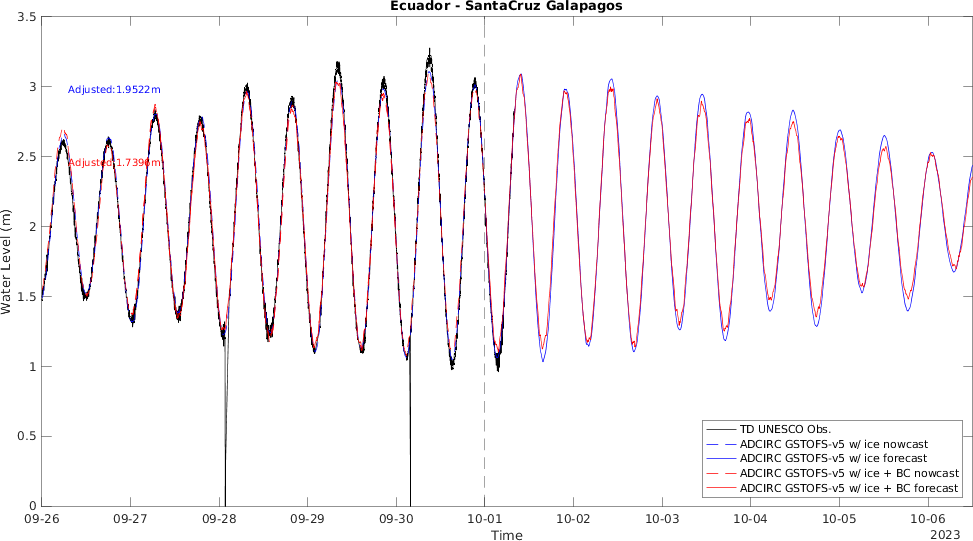 Ecuador - SantaCruz Galapagos
3.5
3
2.5
2
1.5
1
0.5
0
Water Level (m)
Adjusted:1.9522m
Adjusted:1.7396m
TD UNESCO Obs.
ADCIRC GSTOFS-v5 w/ ice nowcast
ADCIRC GSTOFS-v5 w/ ice forecast
ADCIRC GSTOFS-v5 w/ ice + BC nowcast
ADCIRC GSTOFS-v5 w/ ice + BC forecast
09-26 09-27 09-28 09-29 09-30 10-01 10-02 10-03 10-04 10-05 10-06
Time
2023